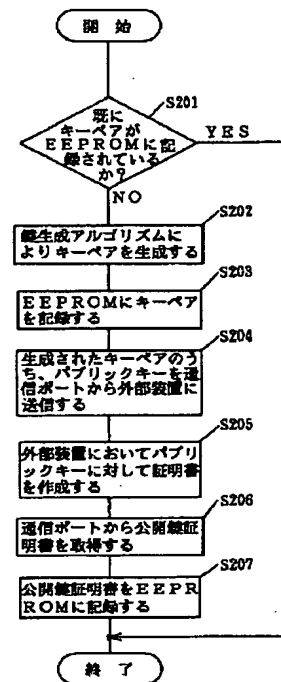 開 始
S201
既に
キーペアが
EEPROMに記
録されている
か?
YES
NO
S202
鍵生成アルゴリズムに
よりキーペアを生成する
S203
EEPROMにキーペア
を記録する
S204
生成されたキーペアのう
ち、パブリックキーを通
信ポートから外部装置に
送信する
S205
外部装置においてパブ
リックキーに対して証明書
を作成する
S206
通信ポートから公開鍵証
明書を取得する
S207
公開鍵証明書をEEPR
ROMに記録する
終 了